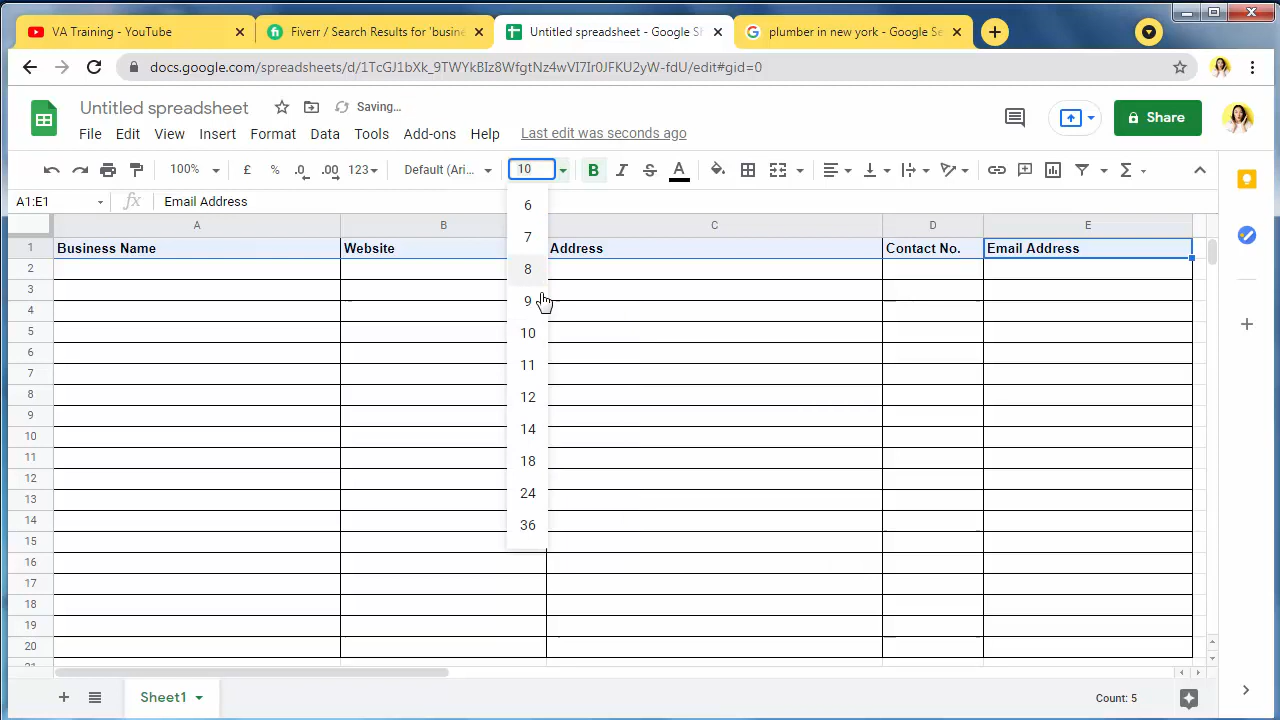 VA Training - YouTube
Fiverr / Search Results for 'busine
Untitled spreadsheet - Google Sh
plumber in new york - Google Se
docs.google.com/spreadsheets/d/1TcGJ1bXk_9TWYkBIz8WfgtNz4wVI7Ir0JFKU2yW-fdU/edit#gid=0
Untitled spreadsheet
Saving...
Share
File Edit View Insert Format Data Tools Add-ons Help Last edit was seconds ago
100% £ % .0 .00 123 Default (Ari... 10 B I S A
A1:E1 fx Email Address
A B C D E
1 Business Name Website Address Contact No. Email Address
2
3
4
5
6
7
8
9
10
11
12
13
14
15
16
17
18
19
20
21
6
7
8
9
10
11
12
14
18
24
36
Sheet1
Count: 5